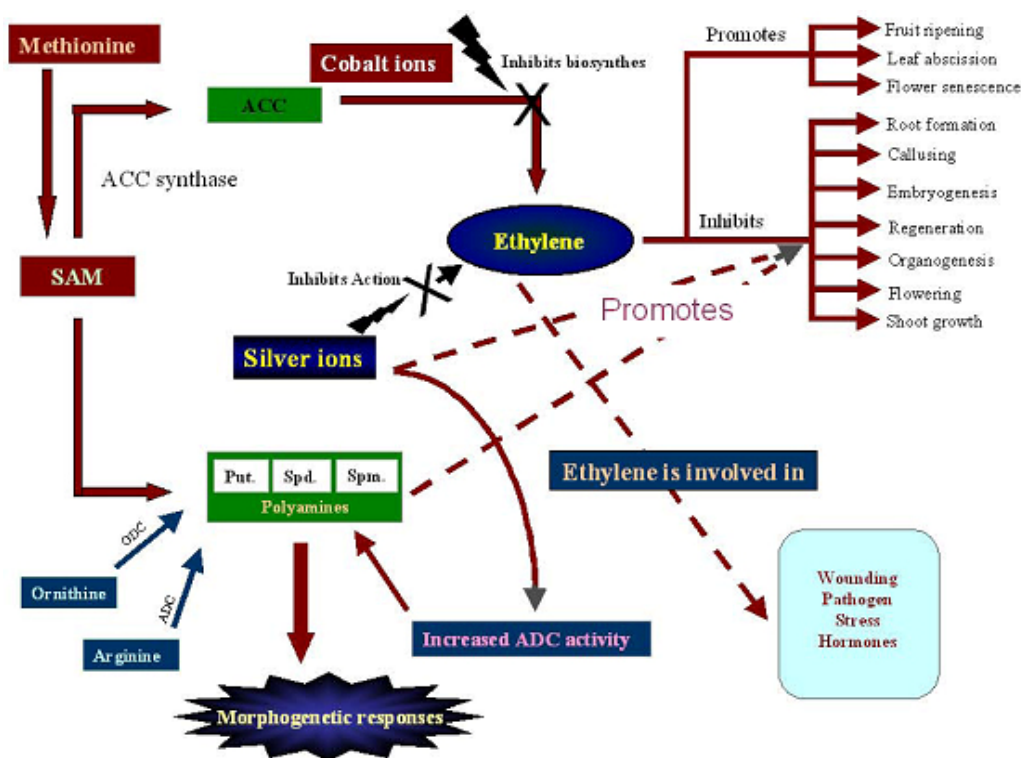 Methionine
Cobalt ions
Inhibits biosynthes
ACC
ACC synthase
SAM
Promotes
Fruit ripening
Leaf abscission
Flower senescence
Root formation
Callusing
Embryogenesis
Regeneration
Organogenesis
Flowering
Shoot growth
Inhibits
Ethylene
Inhibits Action
Silver ions
Promotes
Ethylene is involved in
Put. Spd. Spm.
Polyamines
ODC
Ornithine
ADC
Arginine
Increased ADC activity
Wounding
Pathogen
Stress
Hormones
Morphogenetic responses